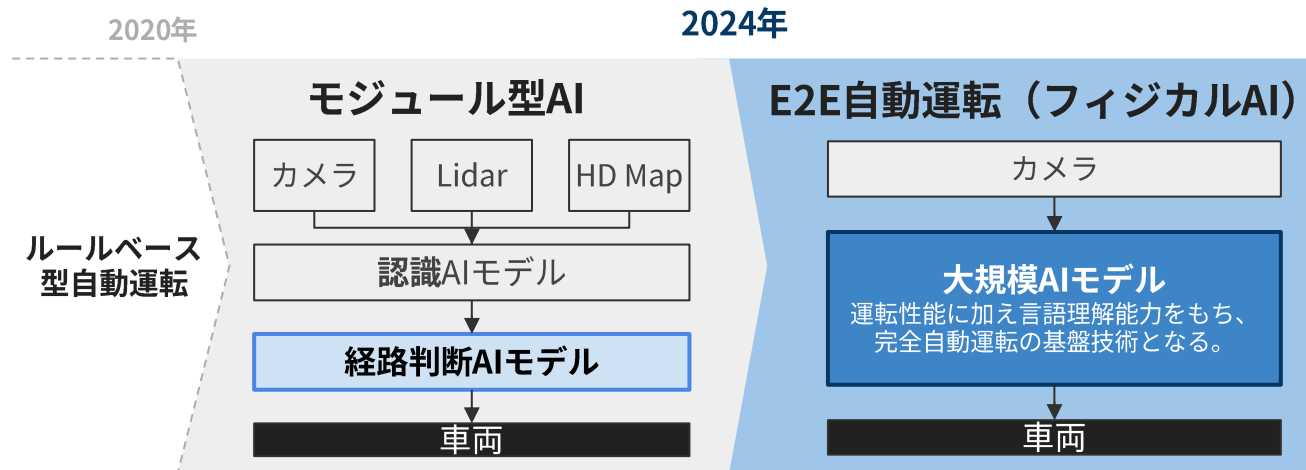 2020年
2024年
ルールベース
型自動運転
モジュール型AI
カメラ
Lidar
HD Map
認識AIモデル
経路判断AIモデル
車両
E2E自動運転（フィジカルAI）
カメラ
大規模AIモデル
運転性能に加え言語理解能力をもち、
完全自動運転の基盤技術となる。
車両